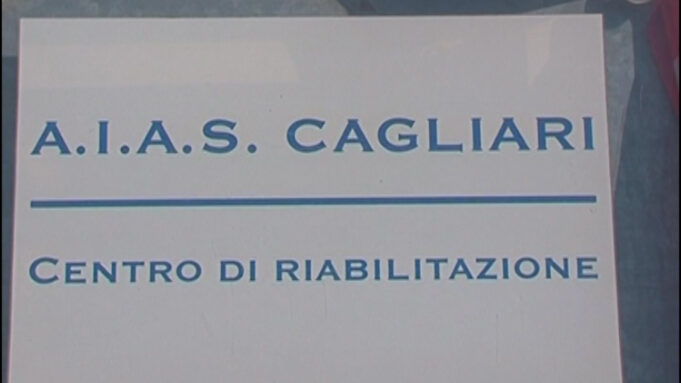 A.I.A.S. CAGLIARI
CENTRO DI RIABILITAZIONE